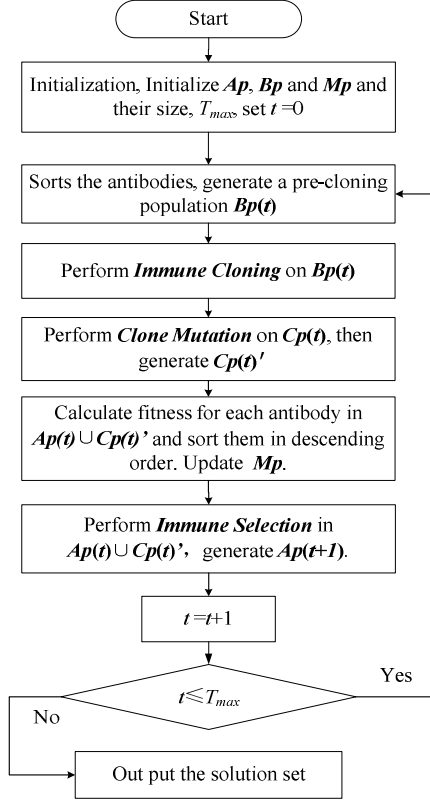 Start
Initialization, Initialize Ap, Bp and Mp and
their size, Tmax, set t =0
Sorts the antibodies, generate a pre-cloning
population Bp(t)
Perform Immune Cloning on Bp(t)
Perform Clone Mutation on Cp(t), then
generate Cp(t)'
Calculate fitness for each antibody in
Ap(t)∪Cp(t)’ and sort them in descending
order. Update Mp.
Perform Immune Selection in
Ap(t)∪Cp(t)’, generate Ap(t+1).
t =t+1
t≤Tmax
Yes
No
Out put the solution set